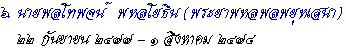 ๖. นายพลโทพจน์ พหลโยธิน (พระยาพหลพลพยุหเสนา)
๒๒ กันยายน ๒๔๗๗ - ๑ สิงหาคม ๒๔๗๘